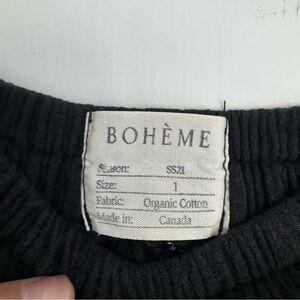 BOHÈME
Season: SS21
Size: 1
Fabric: Organic Cotton
Made in: Canada